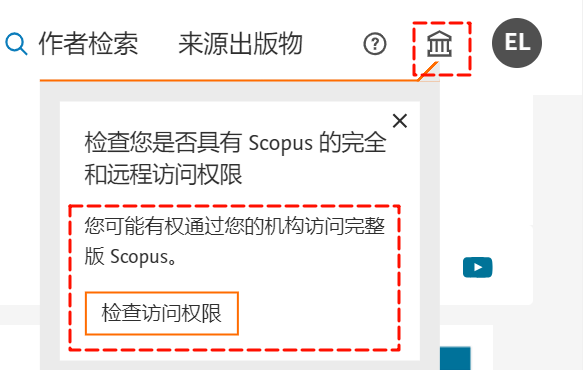 作者检索 来源出版物 ? EL
检查您是否具有 Scopus 的完全
和远程访问权限
您可能有权通过您的机构访问完整
版 Scopus。
检查访问权限